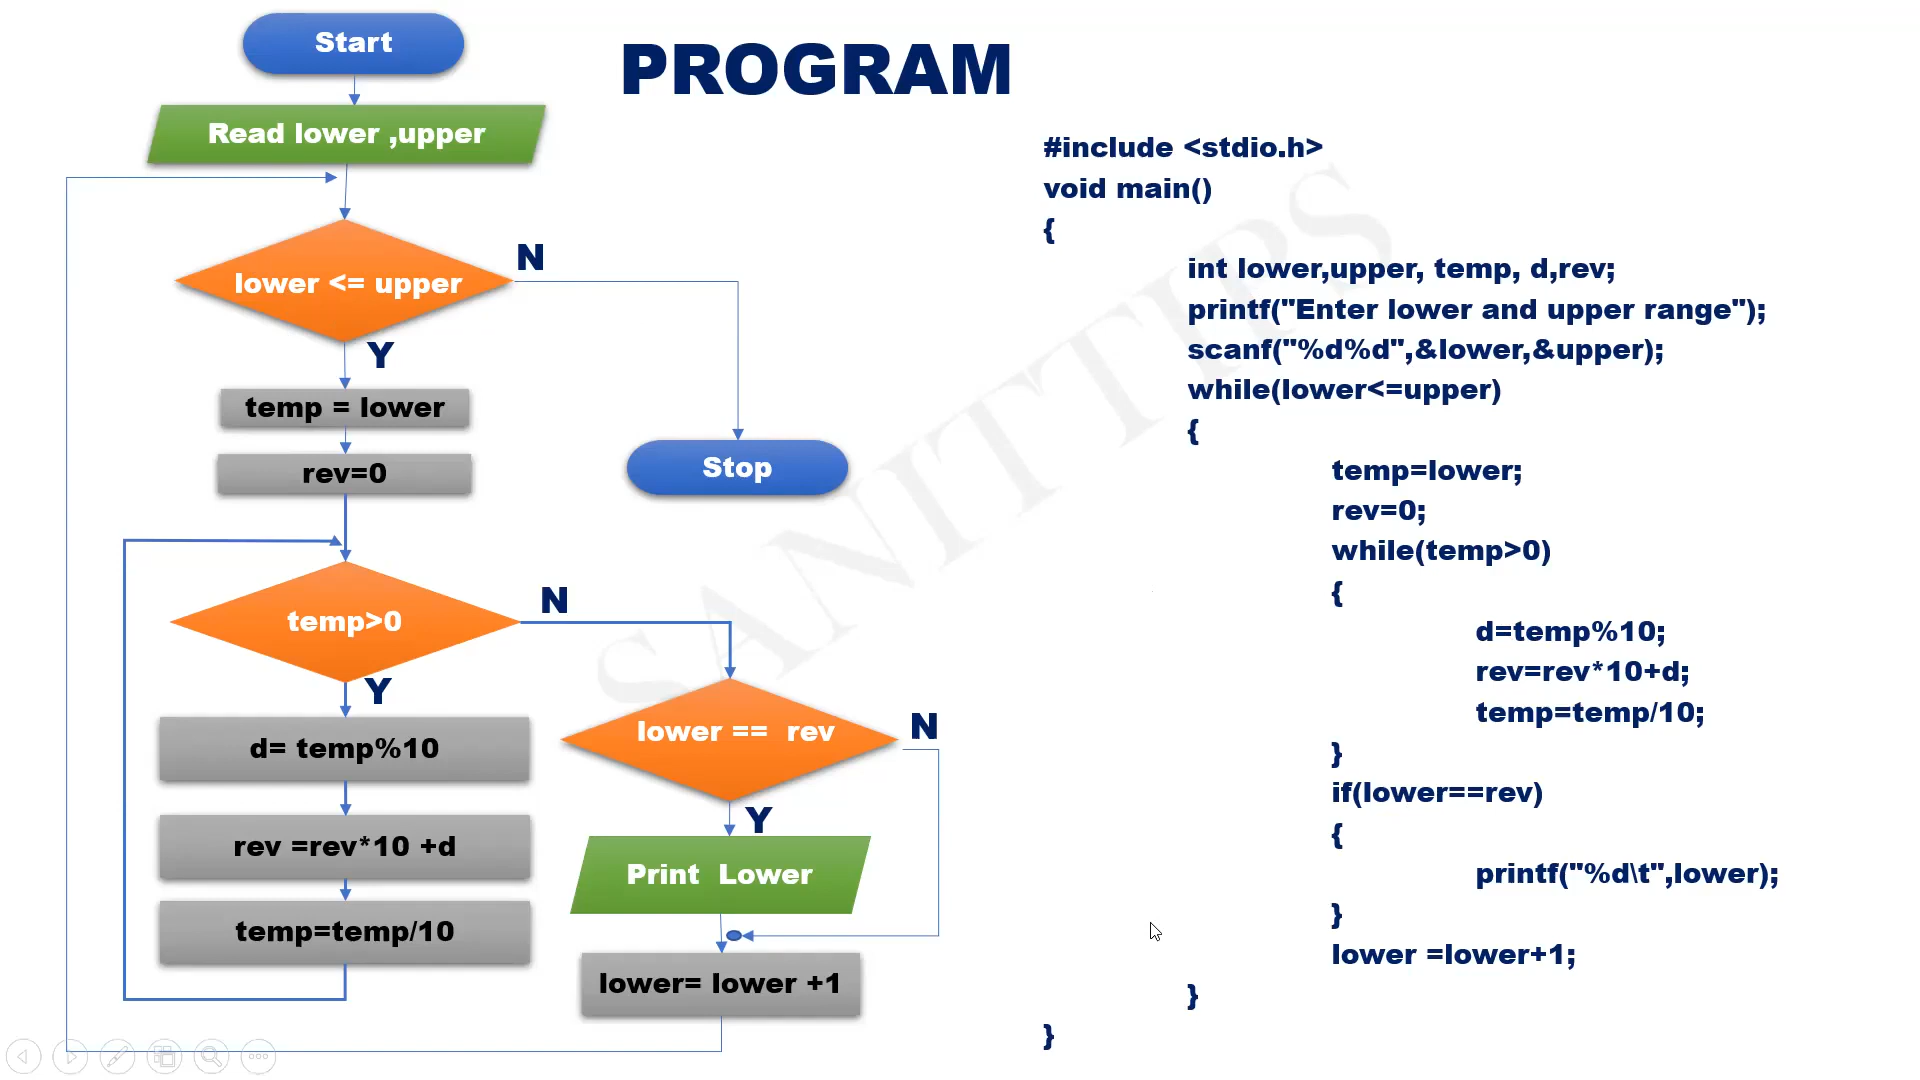 PROGRAM
Start
Read lower ,upper
lower <= upper
N
Y
temp = lower
rev=0
Stop
temp>0
N
Y
d= temp%10
rev =rev*10 +d
temp=temp/10
lower ==  rev
N
Y
Print  Lower
lower= lower +1
#include <stdio.h>
void main()
{
int lower,upper, temp, d,rev;
printf("Enter lower and upper range");
scanf("%d%d",&lower,&upper);
while(lower<=upper)
{
temp=lower;
rev=0;
while(temp>0)
{
d=temp%10;
rev=rev*10+d;
temp=temp/10;
}
if(lower==rev)
{
printf("%d\t",lower);
}
lower =lower+1;
}
}
SANITTIPS